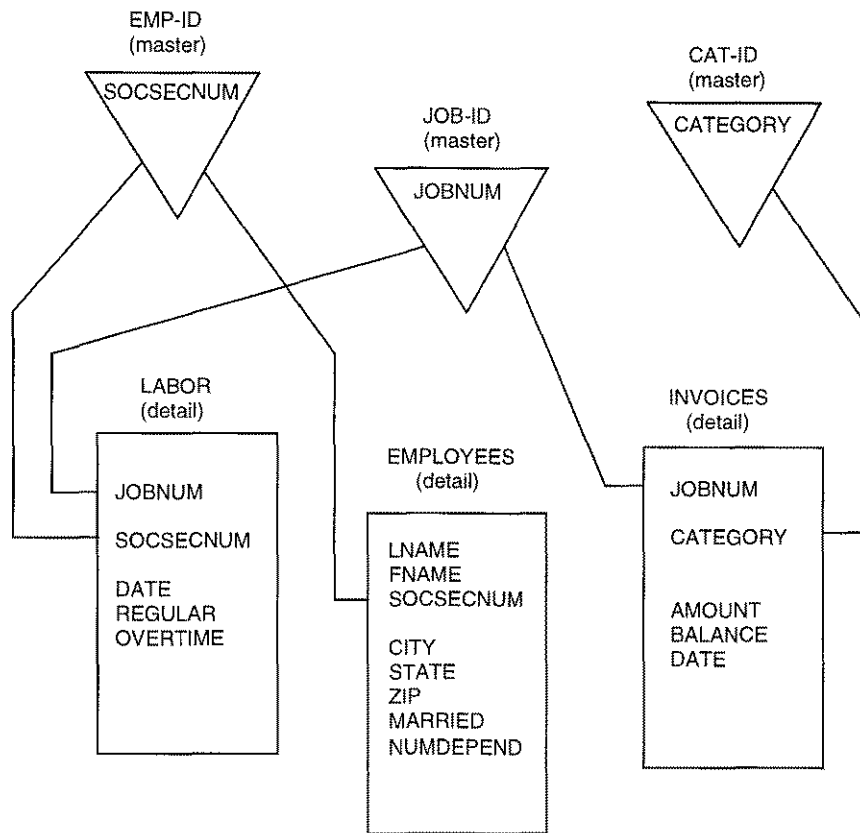 EMP-ID
(master)
SOCSECNUM
JOB-ID
(master)
JOBNUM
CAT-ID
(master)
CATEGORY
LABOR
(detail)
JOBNUM
SOCSECNUM
DATE
REGULAR
OVERTIME
EMPLOYEES
(detail)
LNAME
FNAME
SOCSECNUM
CITY
STATE
ZIP
MARRIED
NUMDEPEND
INVOICES
(detail)
JOBNUM
CATEGORY
AMOUNT
BALANCE
DATE